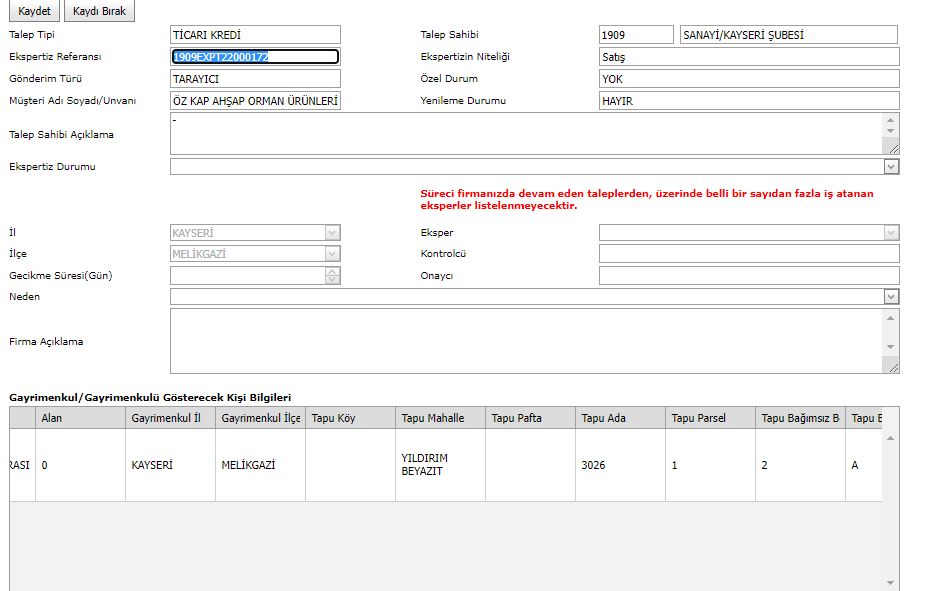 Kaydet Kaydı Bırak
Talep Tipi TİCARİ KREDİ Talep Sahibi 1909 SANAYİ/KAYSERİ ŞUBESİ
Ekspertiz Referansı 1909EXPT22000172 Ekspertizin Niteliği Satış
Gönderim Türü TARAYICI Özel Durum YOK
Müşteri Adı Soyadı/Unvanı ÖZ KAP AHŞAP ORMAN ÜRÜNLERİ Yenileme Durumu HAYIR
Talep Sahibi Açıklama -
Ekspertiz Durumu
Süreci firmanızda devam eden taleplerden, üzerinde belli bir sayıdan fazla iş atanan
eksperler listelenmeyecektir.
İl KAYSERİ Eksper
İlçe MELİKGAZİ Kontrolcü
Gecikme Süresi(Gün) Onaycı
Neden
Firma Açıklama
Gayrimenkul/Gayrimenkulü Gösterecek Kişi Bilgileri
Alan Gayrimenkul İl Gayrimenkul İlçe Tapu Köy Tapu Mahalle Tapu Pafta Tapu Ada Tapu Parsel Tapu Bağımsız B Tapu B
RASI 0 KAYSERİ MELİKGAZİ YILDIRIM BEYAZIT 3026 1 2 A